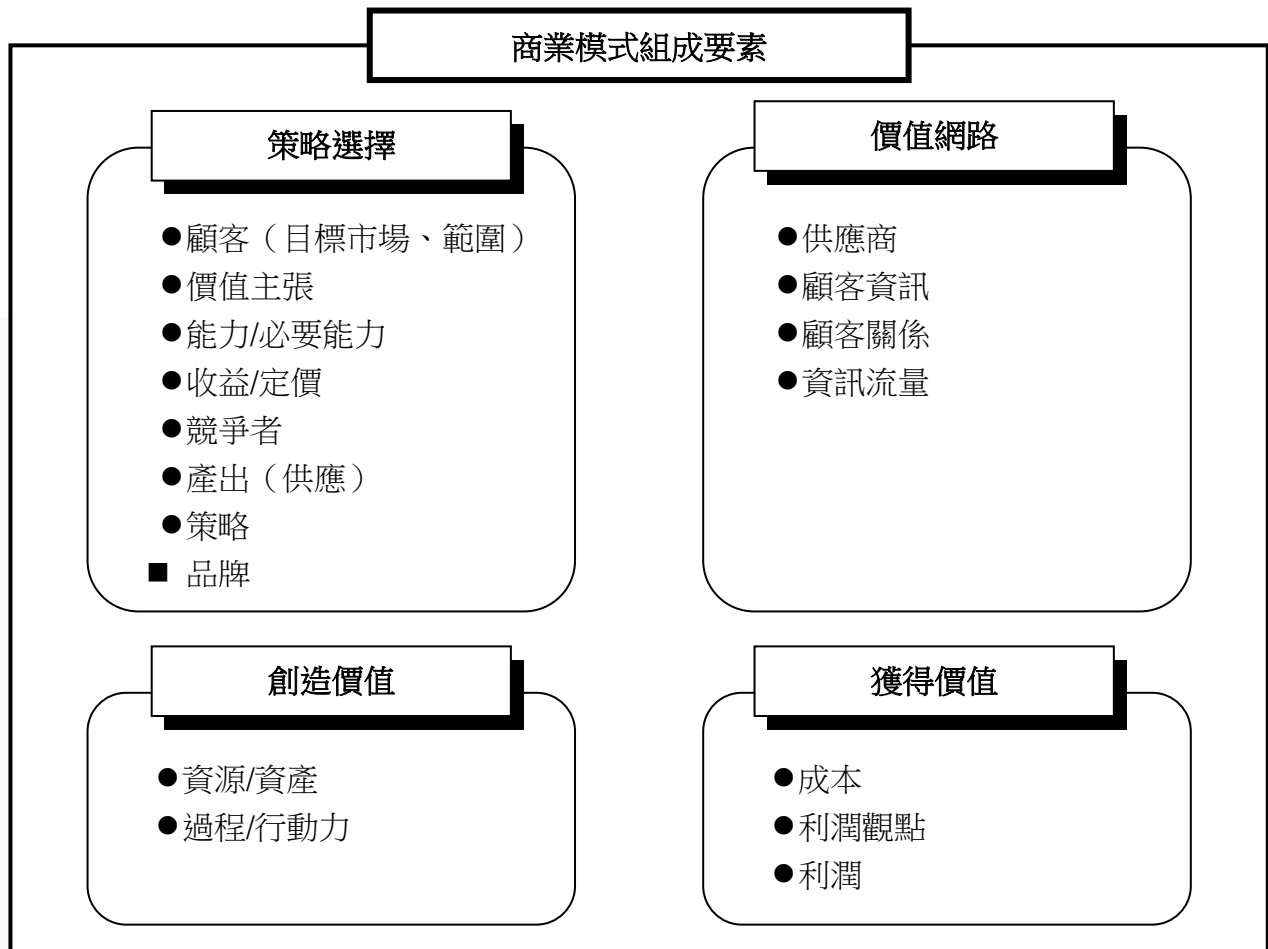 商業模式組成要素
策略選擇
●顧客（目標市場、範圍）
●價值主張
●能力/必要能力
●收益/定價
●競爭者
●產出（供應）
●策略
■ 品牌
價值網路
●供應商
●顧客資訊
●顧客關係
●資訊流量
創造價值
●資源/資產
●過程/行動力
獲得價值
●成本
●利潤觀點
●利潤